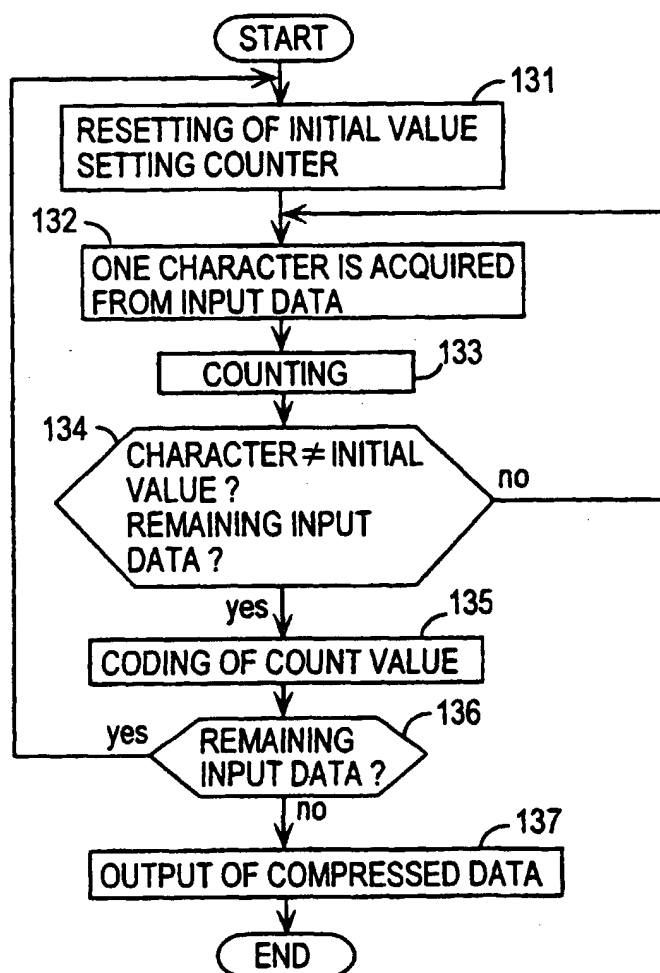 START
131
RESETTING OF INITIAL VALUE
SETTING COUNTER
132
ONE CHARACTER IS ACQUIRED
FROM INPUT DATA
COUNTING
133
134
CHARACTER ≠ INITIAL
VALUE ?
REMAINING INPUT
DATA ?
no
yes
135
CODING OF COUNT VALUE
136
yes
REMAINING
INPUT DATA ?
no
137
OUTPUT OF COMPRESSED DATA
END